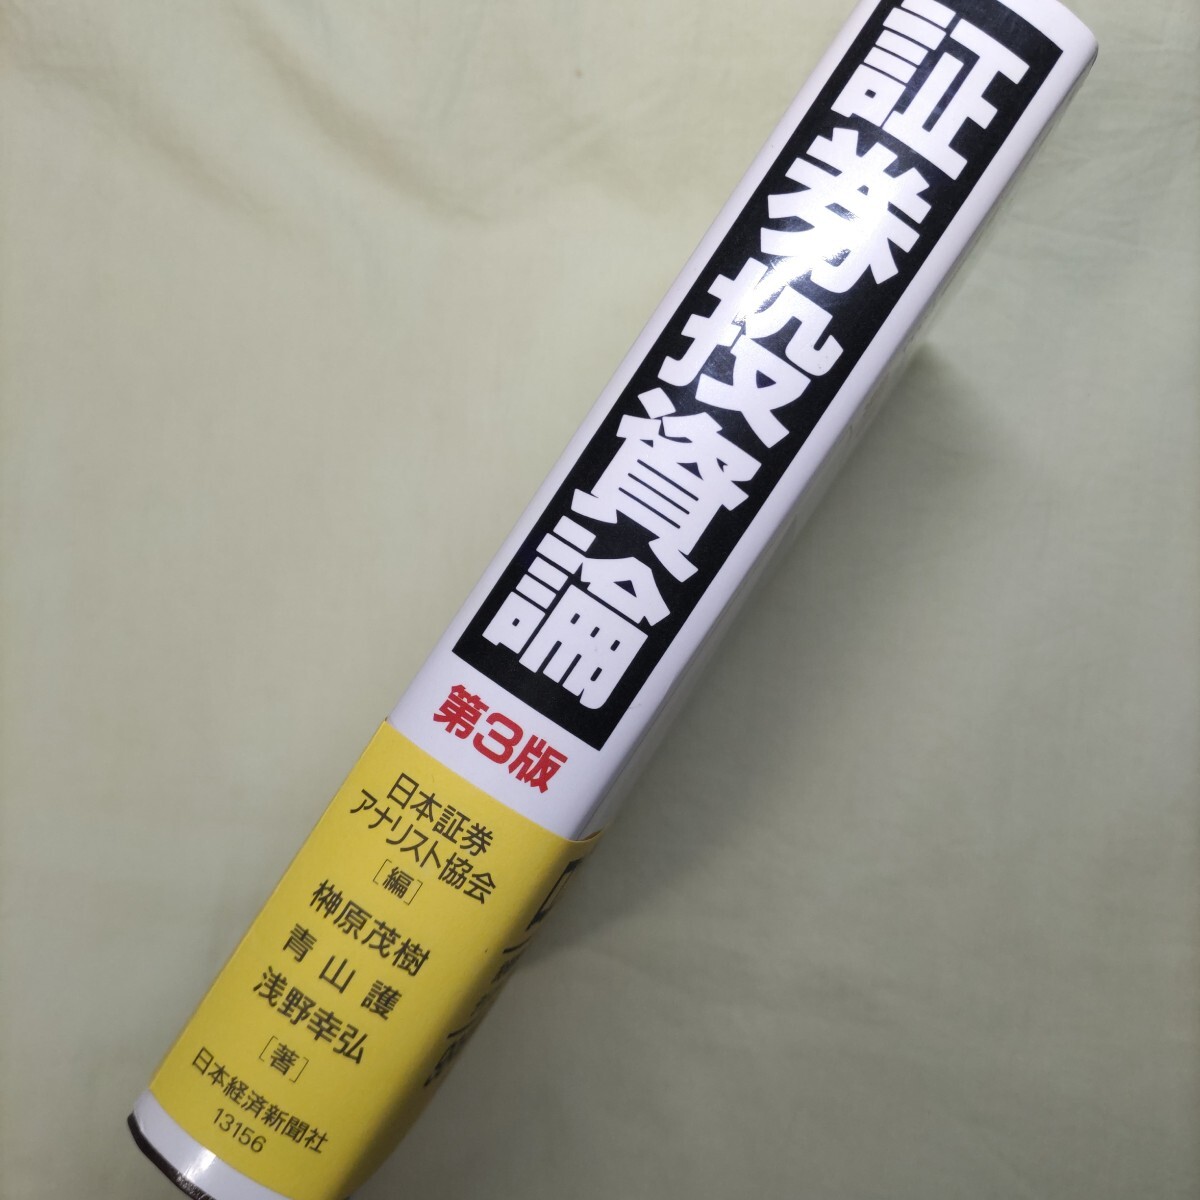 証券投資論
第3版
日本証券
アナリスト協会
[編]
榊原茂樹
青山護
浅野幸弘
[著]
日本経済新聞社
13156